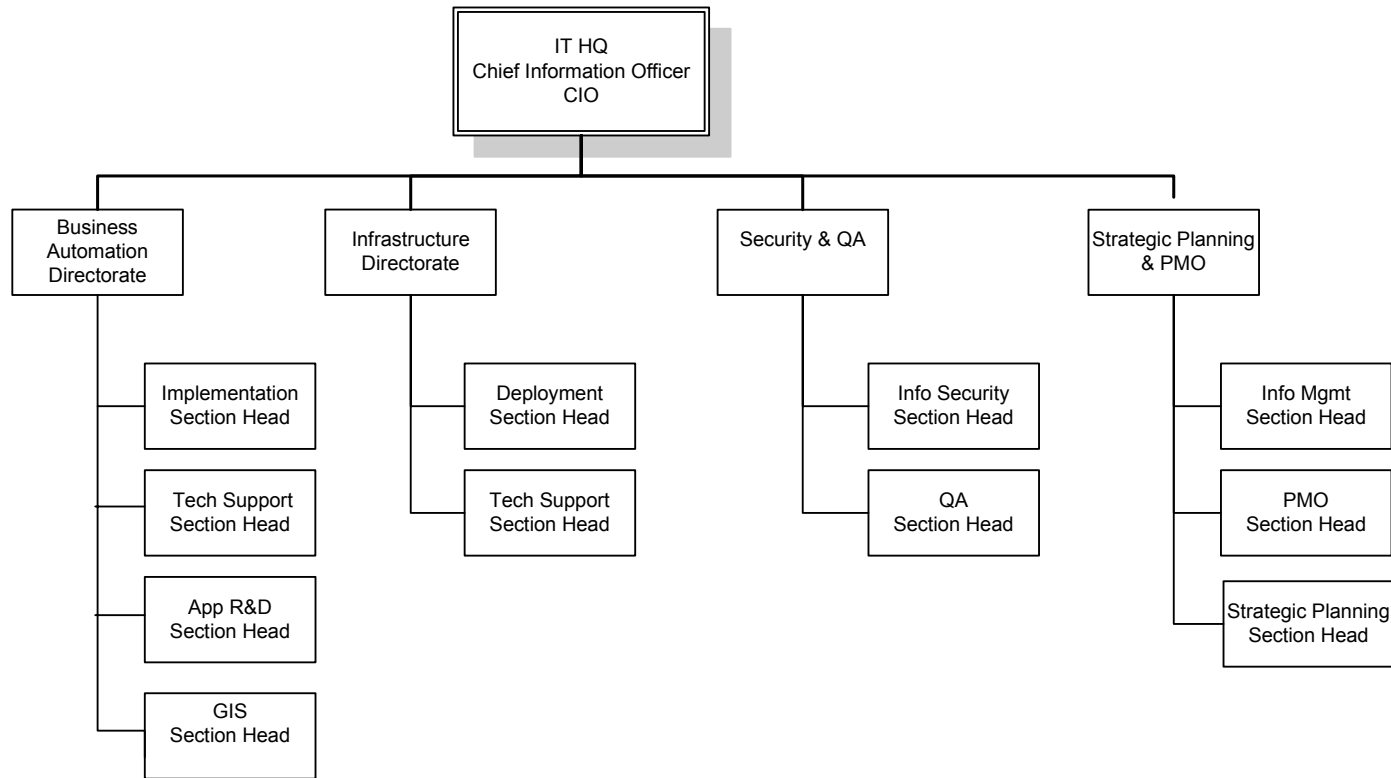 IT HQ
Chief Information Officer
CIO
Business
Automation
Directorate
Infrastructure
Directorate
Security & QA
Strategic Planning
& PMO
Implementation
Section Head
Deployment
Section Head
Info Security
Section Head
Info Mgmt
Section Head
Tech Support
Section Head
Tech Support
Section Head
QA
Section Head
PMO
Section Head
App R&D
Section Head
Strategic Planning
Section Head
GIS
Section Head